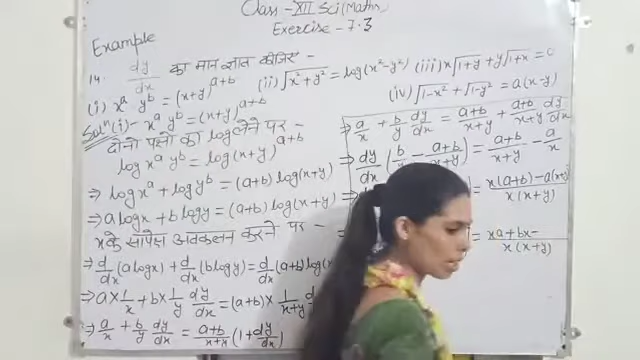 Class - XII Sci (Maths)
Exercise - 7.3
Example
14. dy/dx का मान ज्ञात कीजिए -
(i) x^a y^b = (x+y)^(a+b) (ii) √(x²+y²) = log(x²-y²) (iii) x√(1+y) + y√(1+x) = 0
(iv) √(1-x²) + √(1-y²) = a(x-y)
Solⁿ (i) - x^a y^b = (x+y)^(a+b)
दोनो पक्षो का log लेने पर -
log x^a y^b = log(x+y)^(a+b)
⇒ log x^a + log y^b = (a+b) log(x+y)
⇒ a log x + b log y = (a+b) log(x+y)
x के सापेक्ष अवकलन करने पर -
⇒ d/dx (a log x) + d/dx (b log y) = d/dx (a+b) log(x
⇒ a × 1/x + b × 1/y dy/dx = (a+b) × 1/(x+y)
⇒ a/x + b/y dy/dx = (a+b)/(x+y) (1 + dy/dx)
⇒ a/x + b/y dy/dx = (a+b)/(x+y) + (a+b)/(x+y) dy/dx
⇒ dy/dx (b/y - (a+b)/(x+y)) = (a+b)/(x+y) - a/x
= (x(a+b) - a(x+y))/(x(x+y))
= (xa + bx - )/(x(x+y))